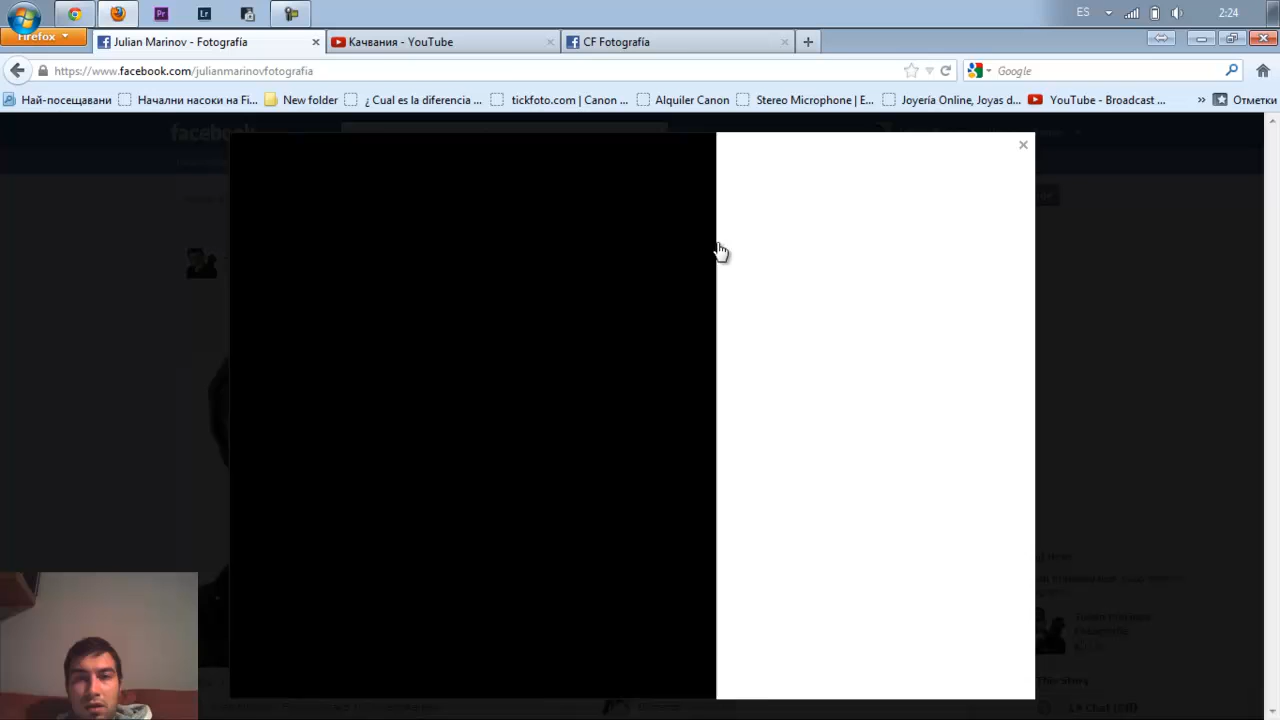 ES 2:24
Firefox Julian Marinov - Fotografía Качвания - YouTube CF Fotografía
https://www.facebook.com/julianmarinovfotografia Google
Най-посещавани Начални насоки на Fi... New folder ¿ Cual es la diferencia ... tickfoto.com | Canon ... Alquiler Canon Stereo Microphone | E... Joyería Online, Joyas d... YouTube - Broadcast ... » Отметки
facebook